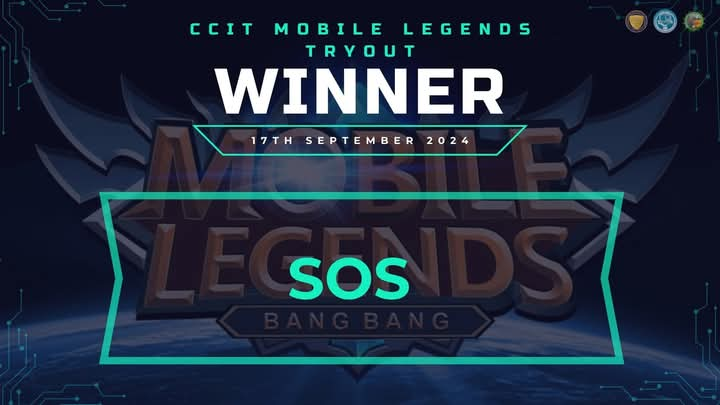 CCIT MOBILE LEGENDS
TRYOUT
WINNER
17TH SEPTEMBER 2024
MOBILE
LEGENDS
SOS
BANG BANG